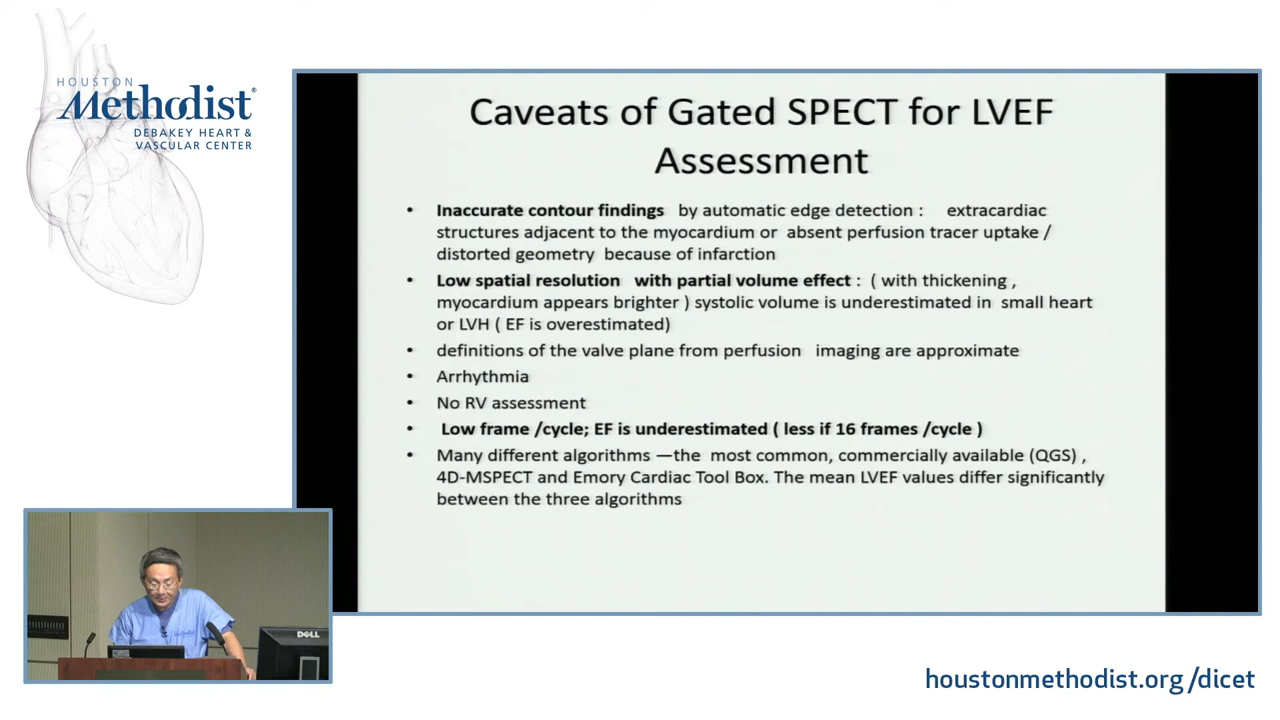 HOUSTON
Methodist®
DEBAKEY HEART &
VASCULAR CENTER
Caveats of Gated SPECT for LVEF
Assessment
• Inaccurate contour findings by automatic edge detection : extracardiac
structures adjacent to the myocardium or absent perfusion tracer uptake /
distorted geometry because of infarction
• Low spatial resolution with partial volume effect : ( with thickening ,
myocardium appears brighter ) systolic volume is underestimated in small heart
or LVH ( EF is overestimated)
• definitions of the valve plane from perfusion imaging are approximate
• Arrhythmia
• No RV assessment
• Low frame /cycle; EF is underestimated ( less if 16 frames /cycle )
• Many different algorithms —the most common, commercially available (QGS) ,
4D-MSPECT and Emory Cardiac Tool Box. The mean LVEF values differ significantly
between the three algorithms
DELL
houstonmethodist.org/dicet